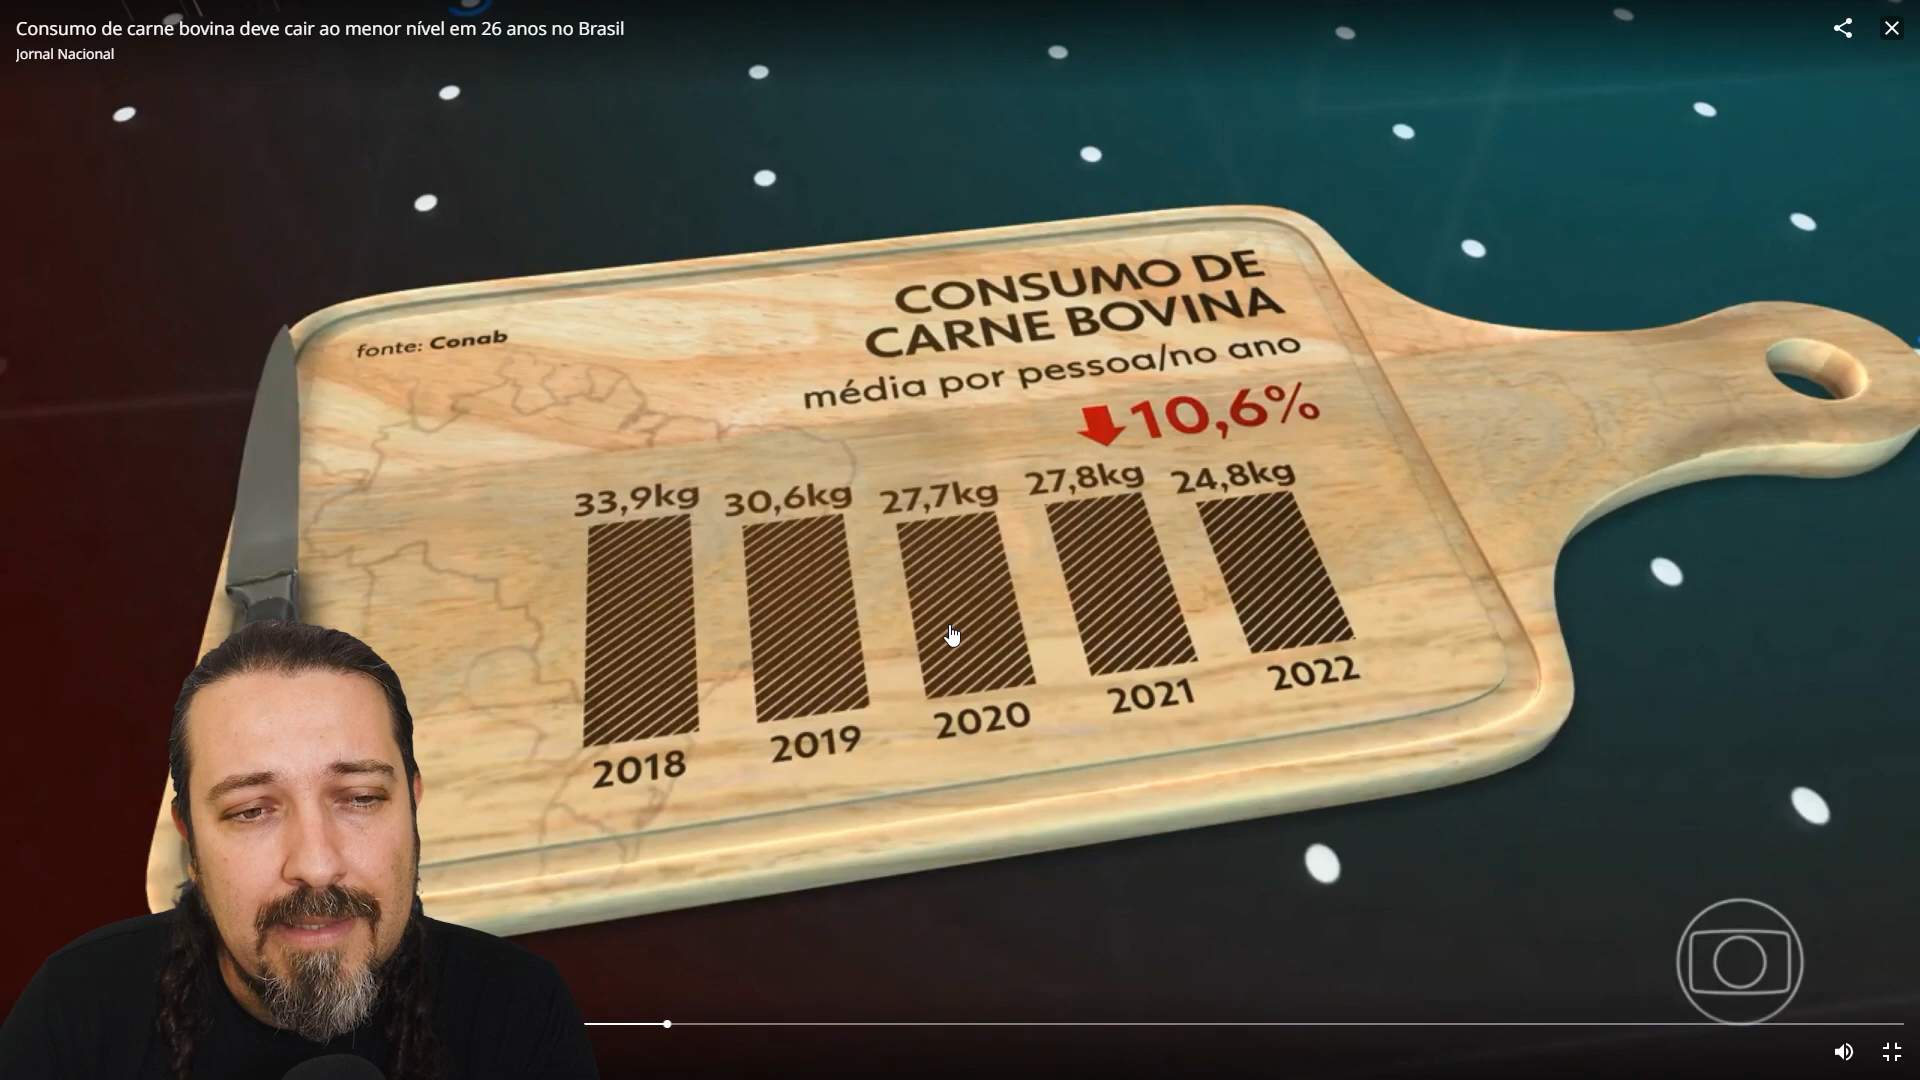 Consumo de carne bovina deve cair ao menor nível em 26 anos no Brasil
Jornal Nacional
fonte: Conab
CONSUMO DE
CARNE BOVINA
média por pessoa/no ano
10,6%
33,9kg 30,6kg 27,7kg 27,8kg 24,8kg
2018 2019 2020 2021 2022